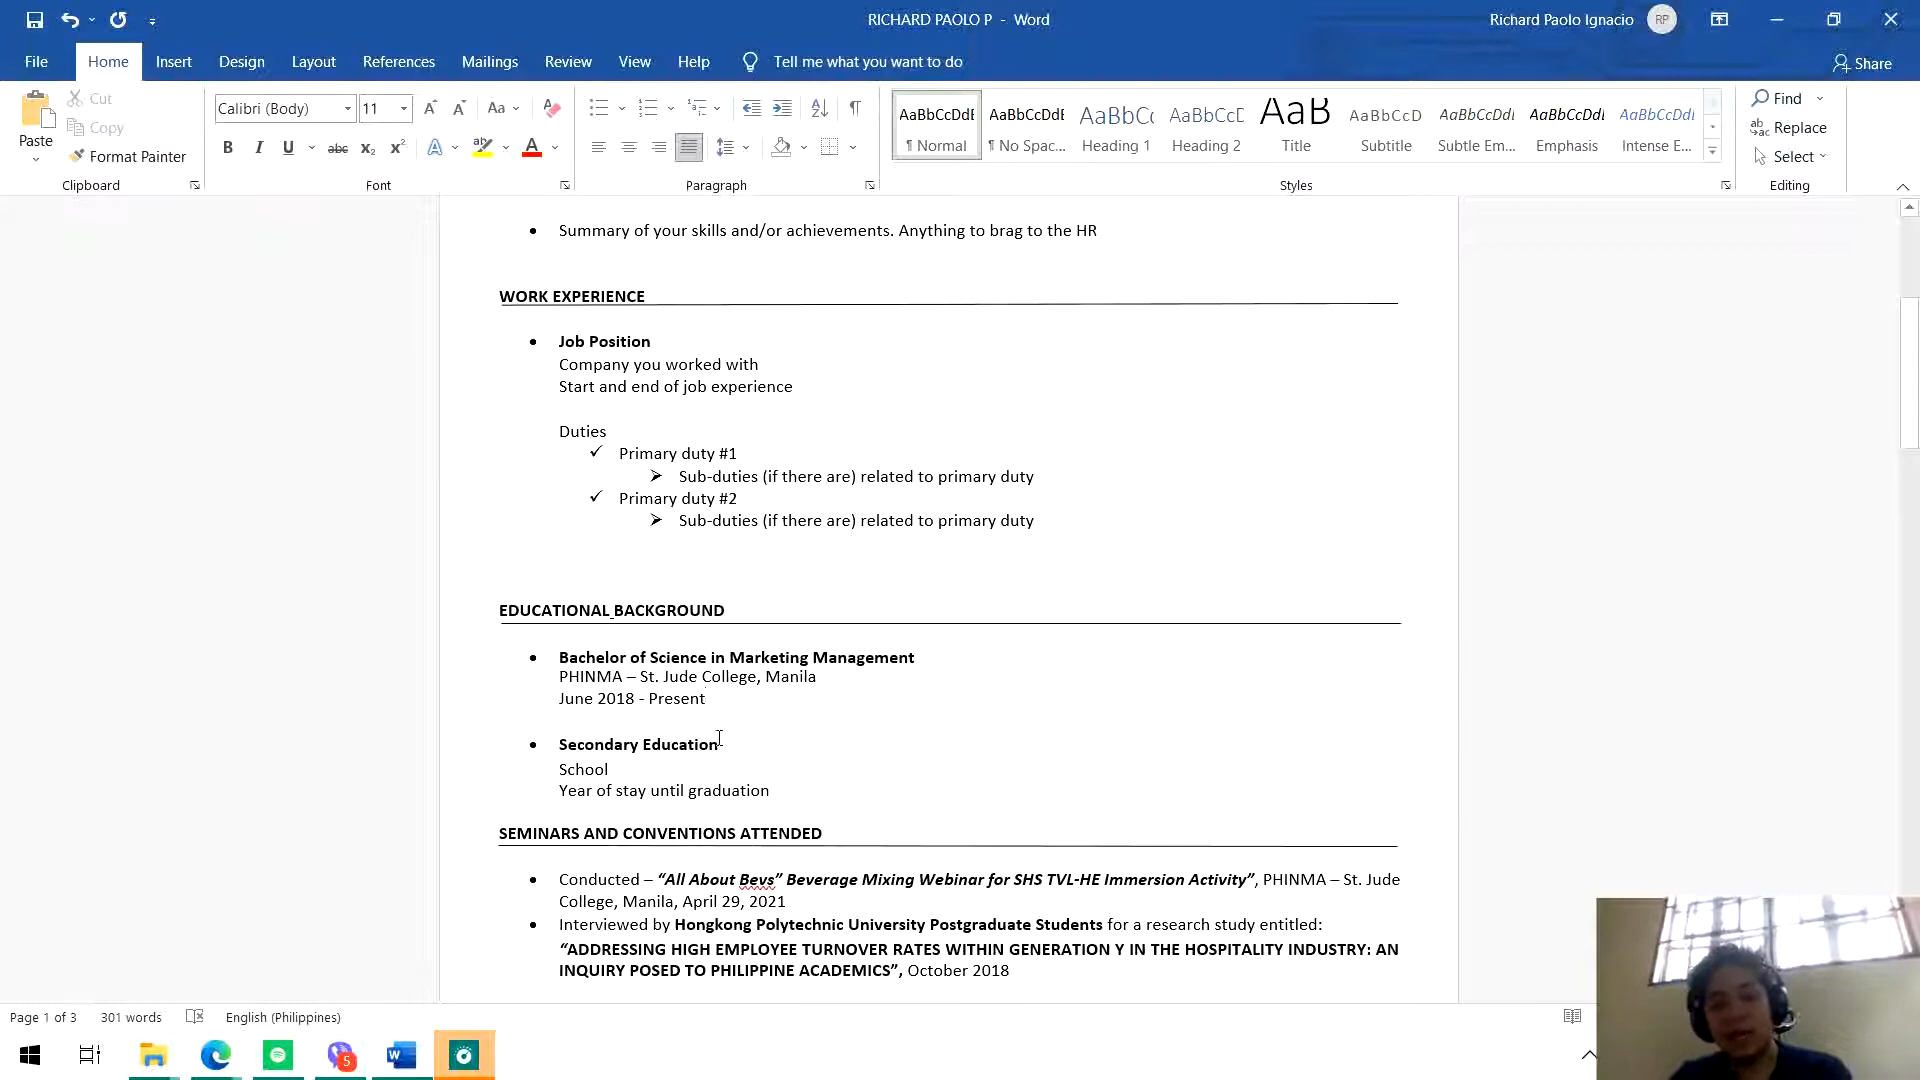 RICHARD PAOLO P - Word
Richard Paolo Ignacio RP
File Home Insert Design Layout References Mailings Review View Help Tell me what you want to do Share
Paste
Cut
Copy
Format Painter
Clipboard
Calibri (Body) 11
Aa
B I U abc x₂ x² A A
Font
Paragraph
AaBbCcDdE
¶ Normal
AaBbCcDdE
¶ No Spac...
AaBbCc
Heading 1
AaBbCcC
Heading 2
AaB
Title
AaBbCcD
Subtitle
AaBbCcDdI
Subtle Em...
AaBbCcDdI
Emphasis
AaBbCcDdI
Intense E...
Styles
Find
Replace
Select
Editing
• Summary of your skills and/or achievements. Anything to brag to the HR
WORK EXPERIENCE
• Job Position
Company you worked with
Start and end of job experience
Duties
✓ Primary duty #1
➢ Sub-duties (if there are) related to primary duty
✓ Primary duty #2
➢ Sub-duties (if there are) related to primary duty
EDUCATIONAL BACKGROUND
• Bachelor of Science in Marketing Management
PHINMA – St. Jude College, Manila
June 2018 - Present
• Secondary Education
School
Year of stay until graduation
SEMINARS AND CONVENTIONS ATTENDED
• Conducted – “All About Bevs” Beverage Mixing Webinar for SHS TVL-HE Immersion Activity”, PHINMA – St. Jude
College, Manila, April 29, 2021
• Interviewed by Hongkong Polytechnic University Postgraduate Students for a research study entitled:
“ADDRESSING HIGH EMPLOYEE TURNOVER RATES WITHIN GENERATION Y IN THE HOSPITALITY INDUSTRY: AN
INQUIRY POSED TO PHILIPPINE ACADEMICS”, October 2018
Page 1 of 3 301 words English (Philippines)
5
W